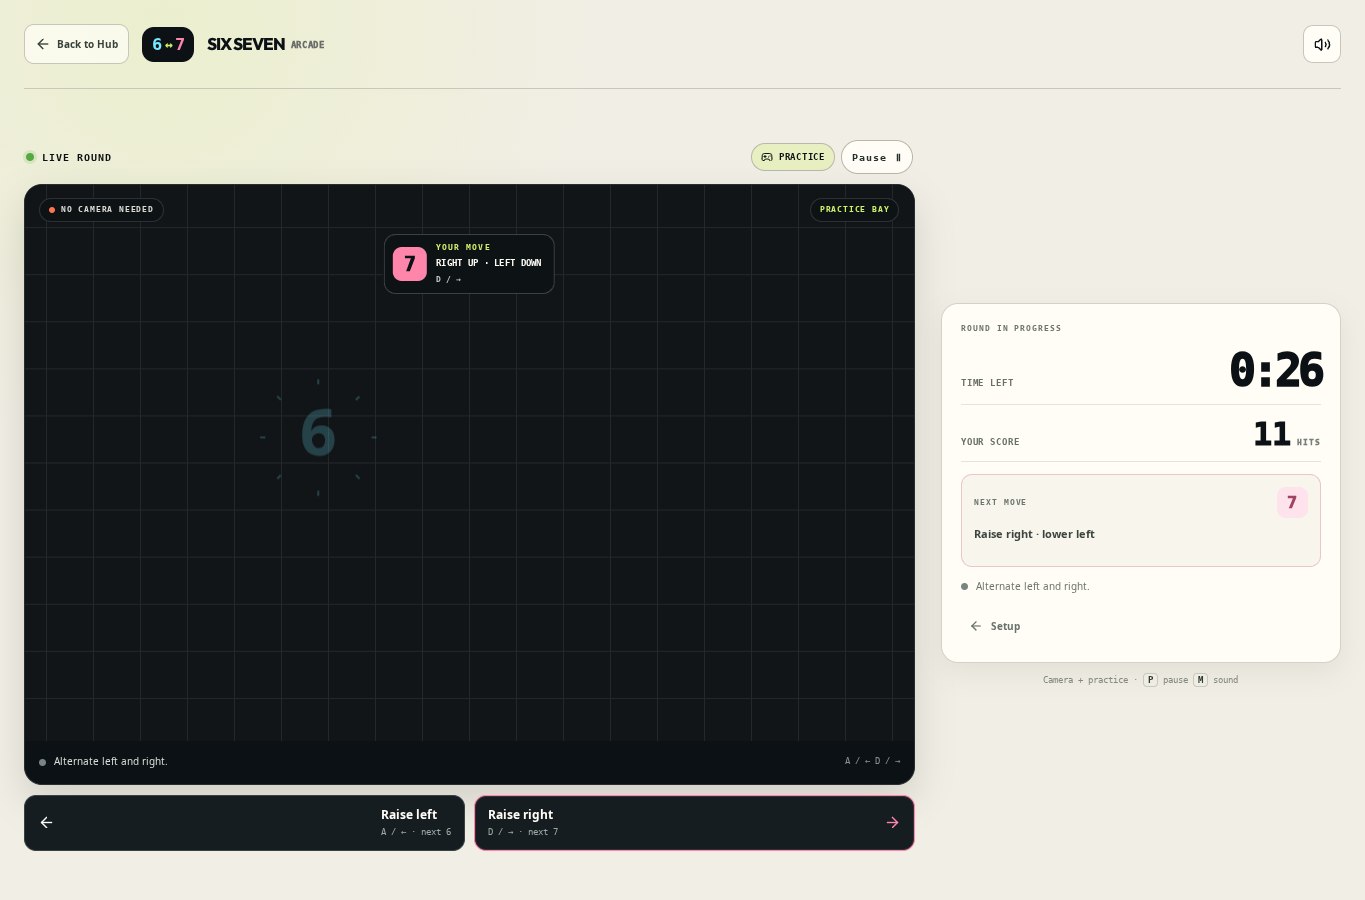 ← Back to Hub
6↔7
SIXSEVEN ARCADE
LIVE ROUND
PRACTICE
Pause Ⅱ
NO CAMERA NEEDED
PRACTICE BAY
7
YOUR MOVE
RIGHT UP · LEFT DOWN
D / →
6
Alternate left and right.
A / ← D / →
← Raise left
A / ← · next 6
Raise right →
D / → · next 7
ROUND IN PROGRESS
TIME LEFT 0:26
YOUR SCORE 11 HITS
NEXT MOVE 7
Raise right · lower left
Alternate left and right.
← Setup
Camera + practice · P pause M sound